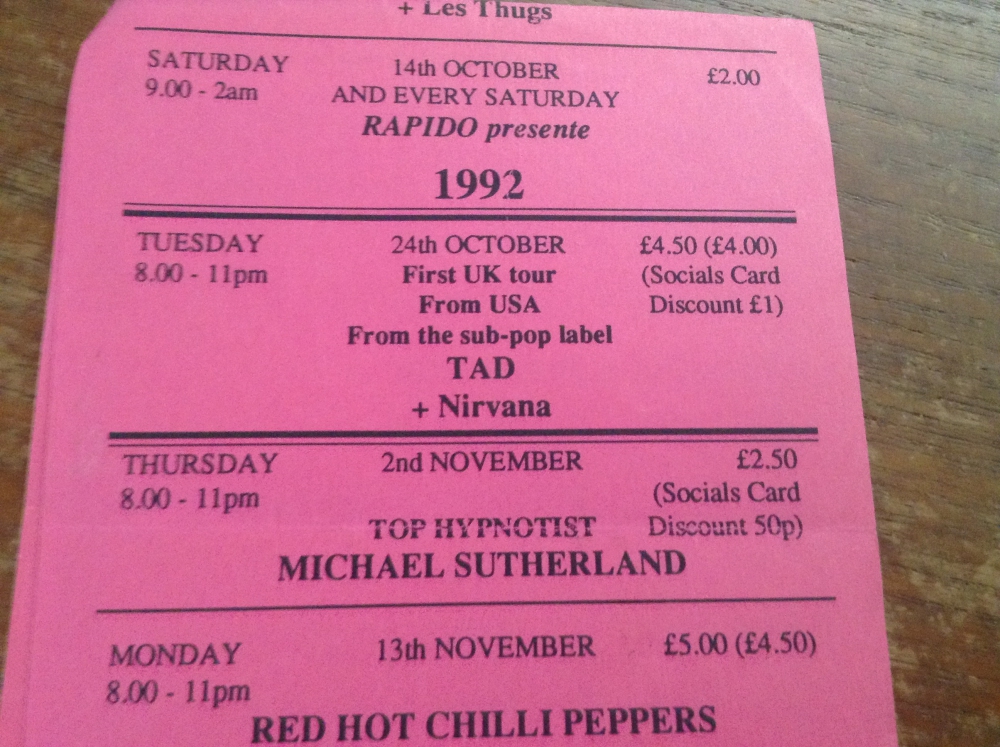 + Les Thugs
SATURDAY 14th OCTOBER £2.00
9.00 - 2am AND EVERY SATURDAY
RAPIDO presente
1992
TUESDAY 24th OCTOBER £4.50 (£4.00)
8.00 - 11pm First UK tour (Socials Card
From USA Discount £1)
From the sub-pop label
TAD
+ Nirvana
THURSDAY 2nd NOVEMBER £2.50
8.00 - 11pm (Socials Card
TOP HYPNOTIST Discount 50p)
MICHAEL SUTHERLAND
MONDAY 13th NOVEMBER £5.00 (£4.50)
8.00 - 11pm
RED HOT CHILLI PEPPERS